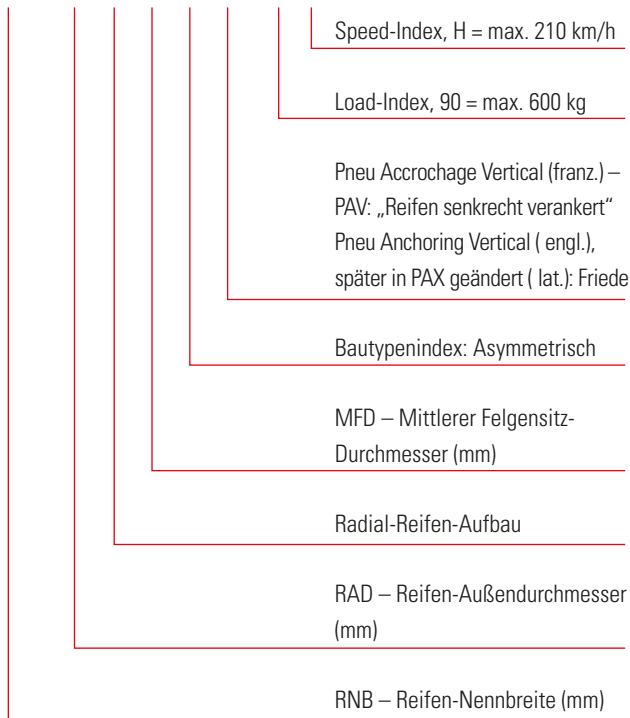 Speed-Index, H = max. 210 km/h
Load-Index, 90 = max. 600 kg
Pneu Accrochage Vertical (franz.) –
PAV: „Reifen senkrecht verankert“
Pneu Anchoring Vertical ( engl.),
später in PAX geändert ( lat.): Friede
Bautypenindex: Asymmetrisch
MFD – Mittlerer Felgensitz-
Durchmesser (mm)
Radial-Reifen-Aufbau
RAD – Reifen-Außendurchmesser
(mm)
RNB – Reifen-Nennbreite (mm)